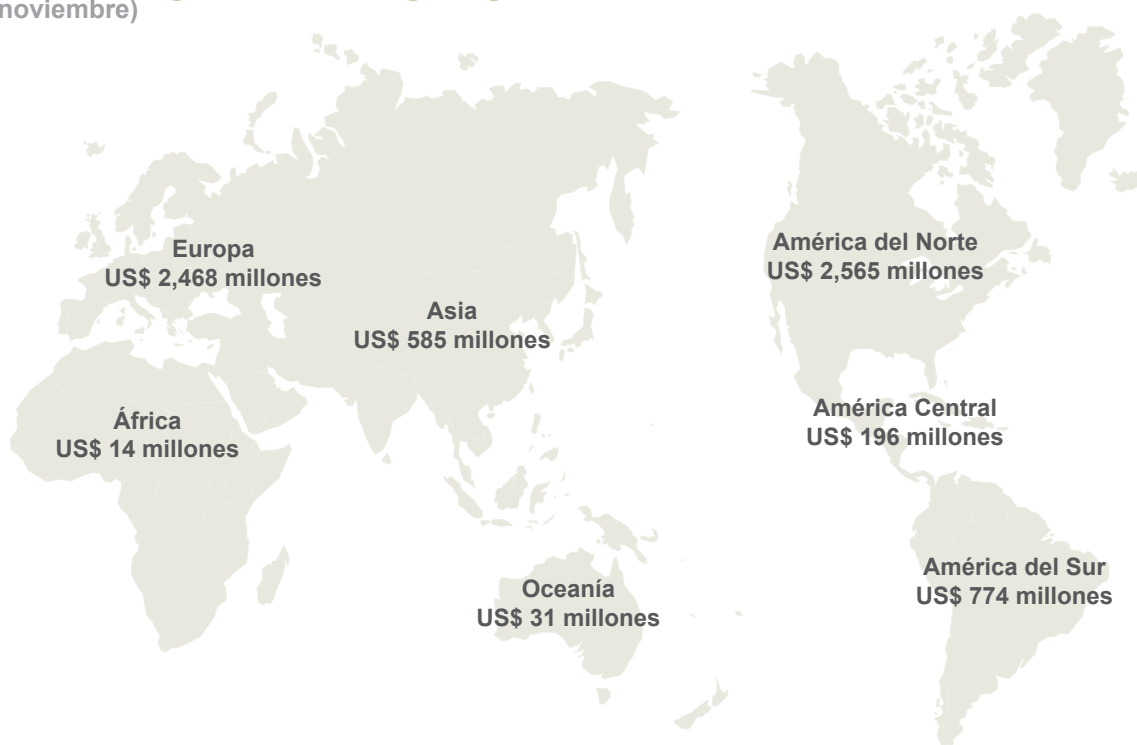 noviembre)
Europa
US$ 2,468 millones
América del Norte
US$ 2,565 millones
Asia
US$ 585 millones
África
US$ 14 millones
América Central
US$ 196 millones
América del Sur
US$ 774 millones
Oceanía
US$ 31 millones